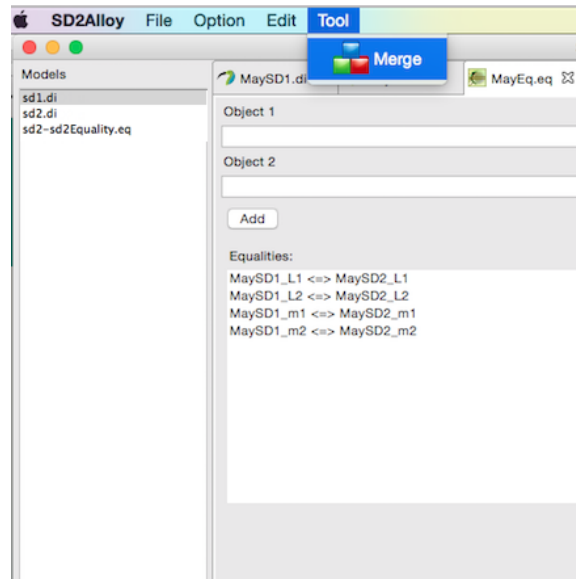 SD2Alloy File Option Edit Tool
Merge
Models
MaySD1.di
MayEq.eq
sd1.di
sd2.di
sd2-sd2Equality.eq
Object 1
Object 2
Add
Equalities:
MaySD1_L1 <=> MaySD2_L1
MaySD1_L2 <=> MaySD2_L2
MaySD1_m1 <=> MaySD2_m1
MaySD1_m2 <=> MaySD2_m2